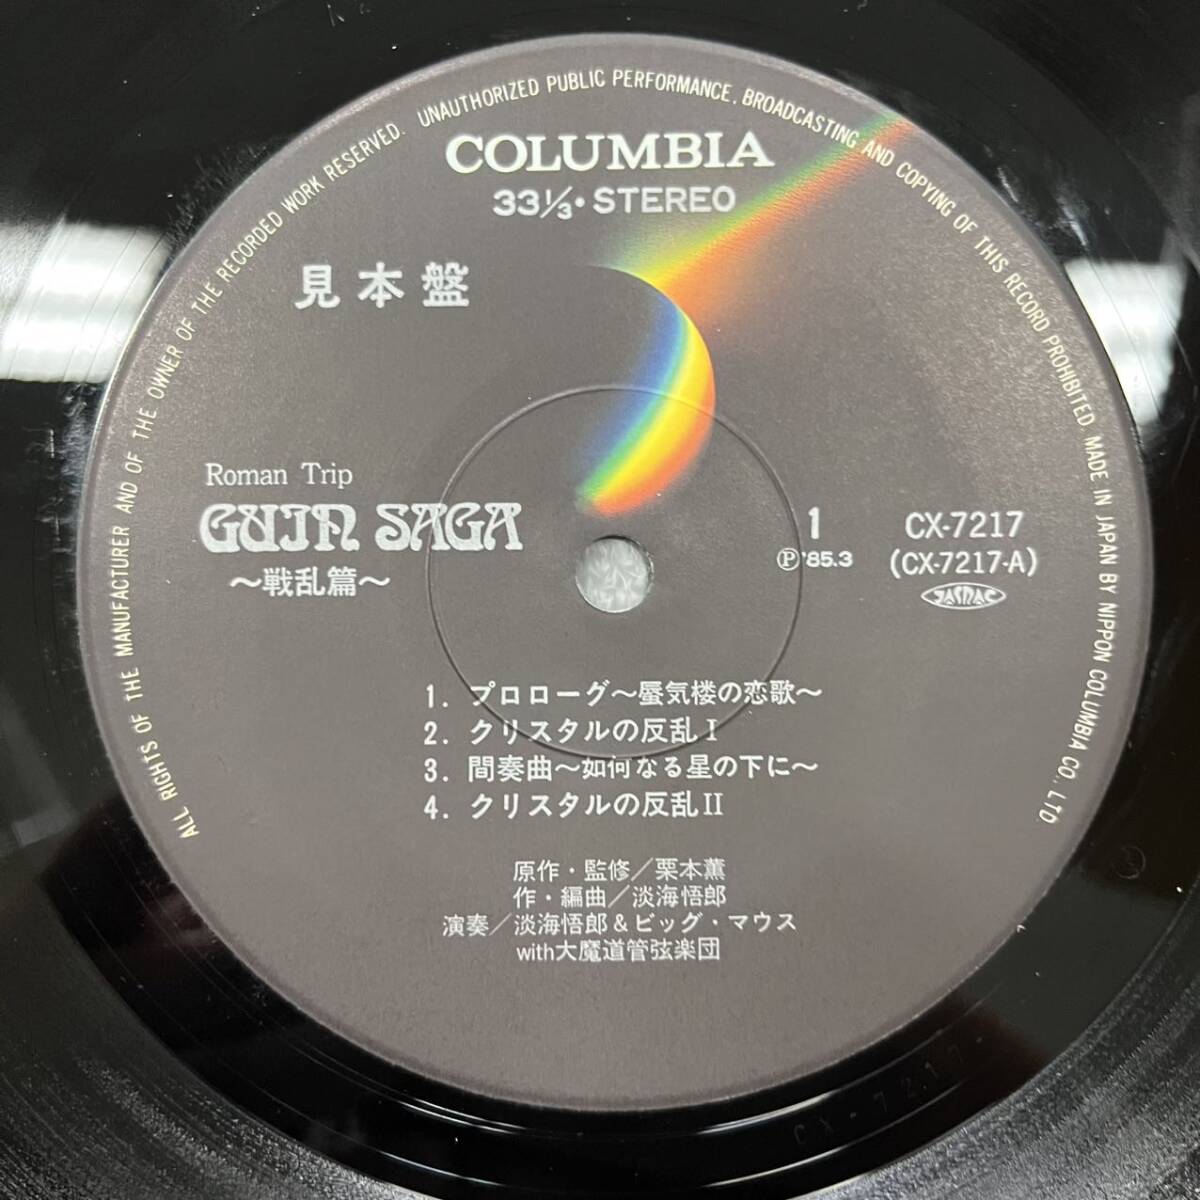 ALL RIGHTS OF THE MANUFACTURER AND OF THE OWNER OF THE RECORDED WORK RESERVED. UNAUTHORIZED PUBLIC PERFORMANCE, BROADCASTING AND COPYING OF THIS RECORD PROHIBITED. MADE IN JAPAN BY NIPPON COLUMBIA CO., LTD
COLUMBIA
33⅓・STEREO
見本盤
Roman Trip
GUIN SAGA
〜戦乱篇〜
1
Ⓟ'85.3
CX-7217
(CX-7217-A)
JASRAC
1. プロローグ〜蜃気楼の恋歌〜
2. クリスタルの反乱Ⅰ
3. 間奏曲〜如何なる星の下に〜
4. クリスタルの反乱II
原作・監修／栗本薫
作・編曲／淡海悟郎
演奏／淡海悟郎＆ビッグ・マウス
with大魔道管弦楽団
CX-7217-